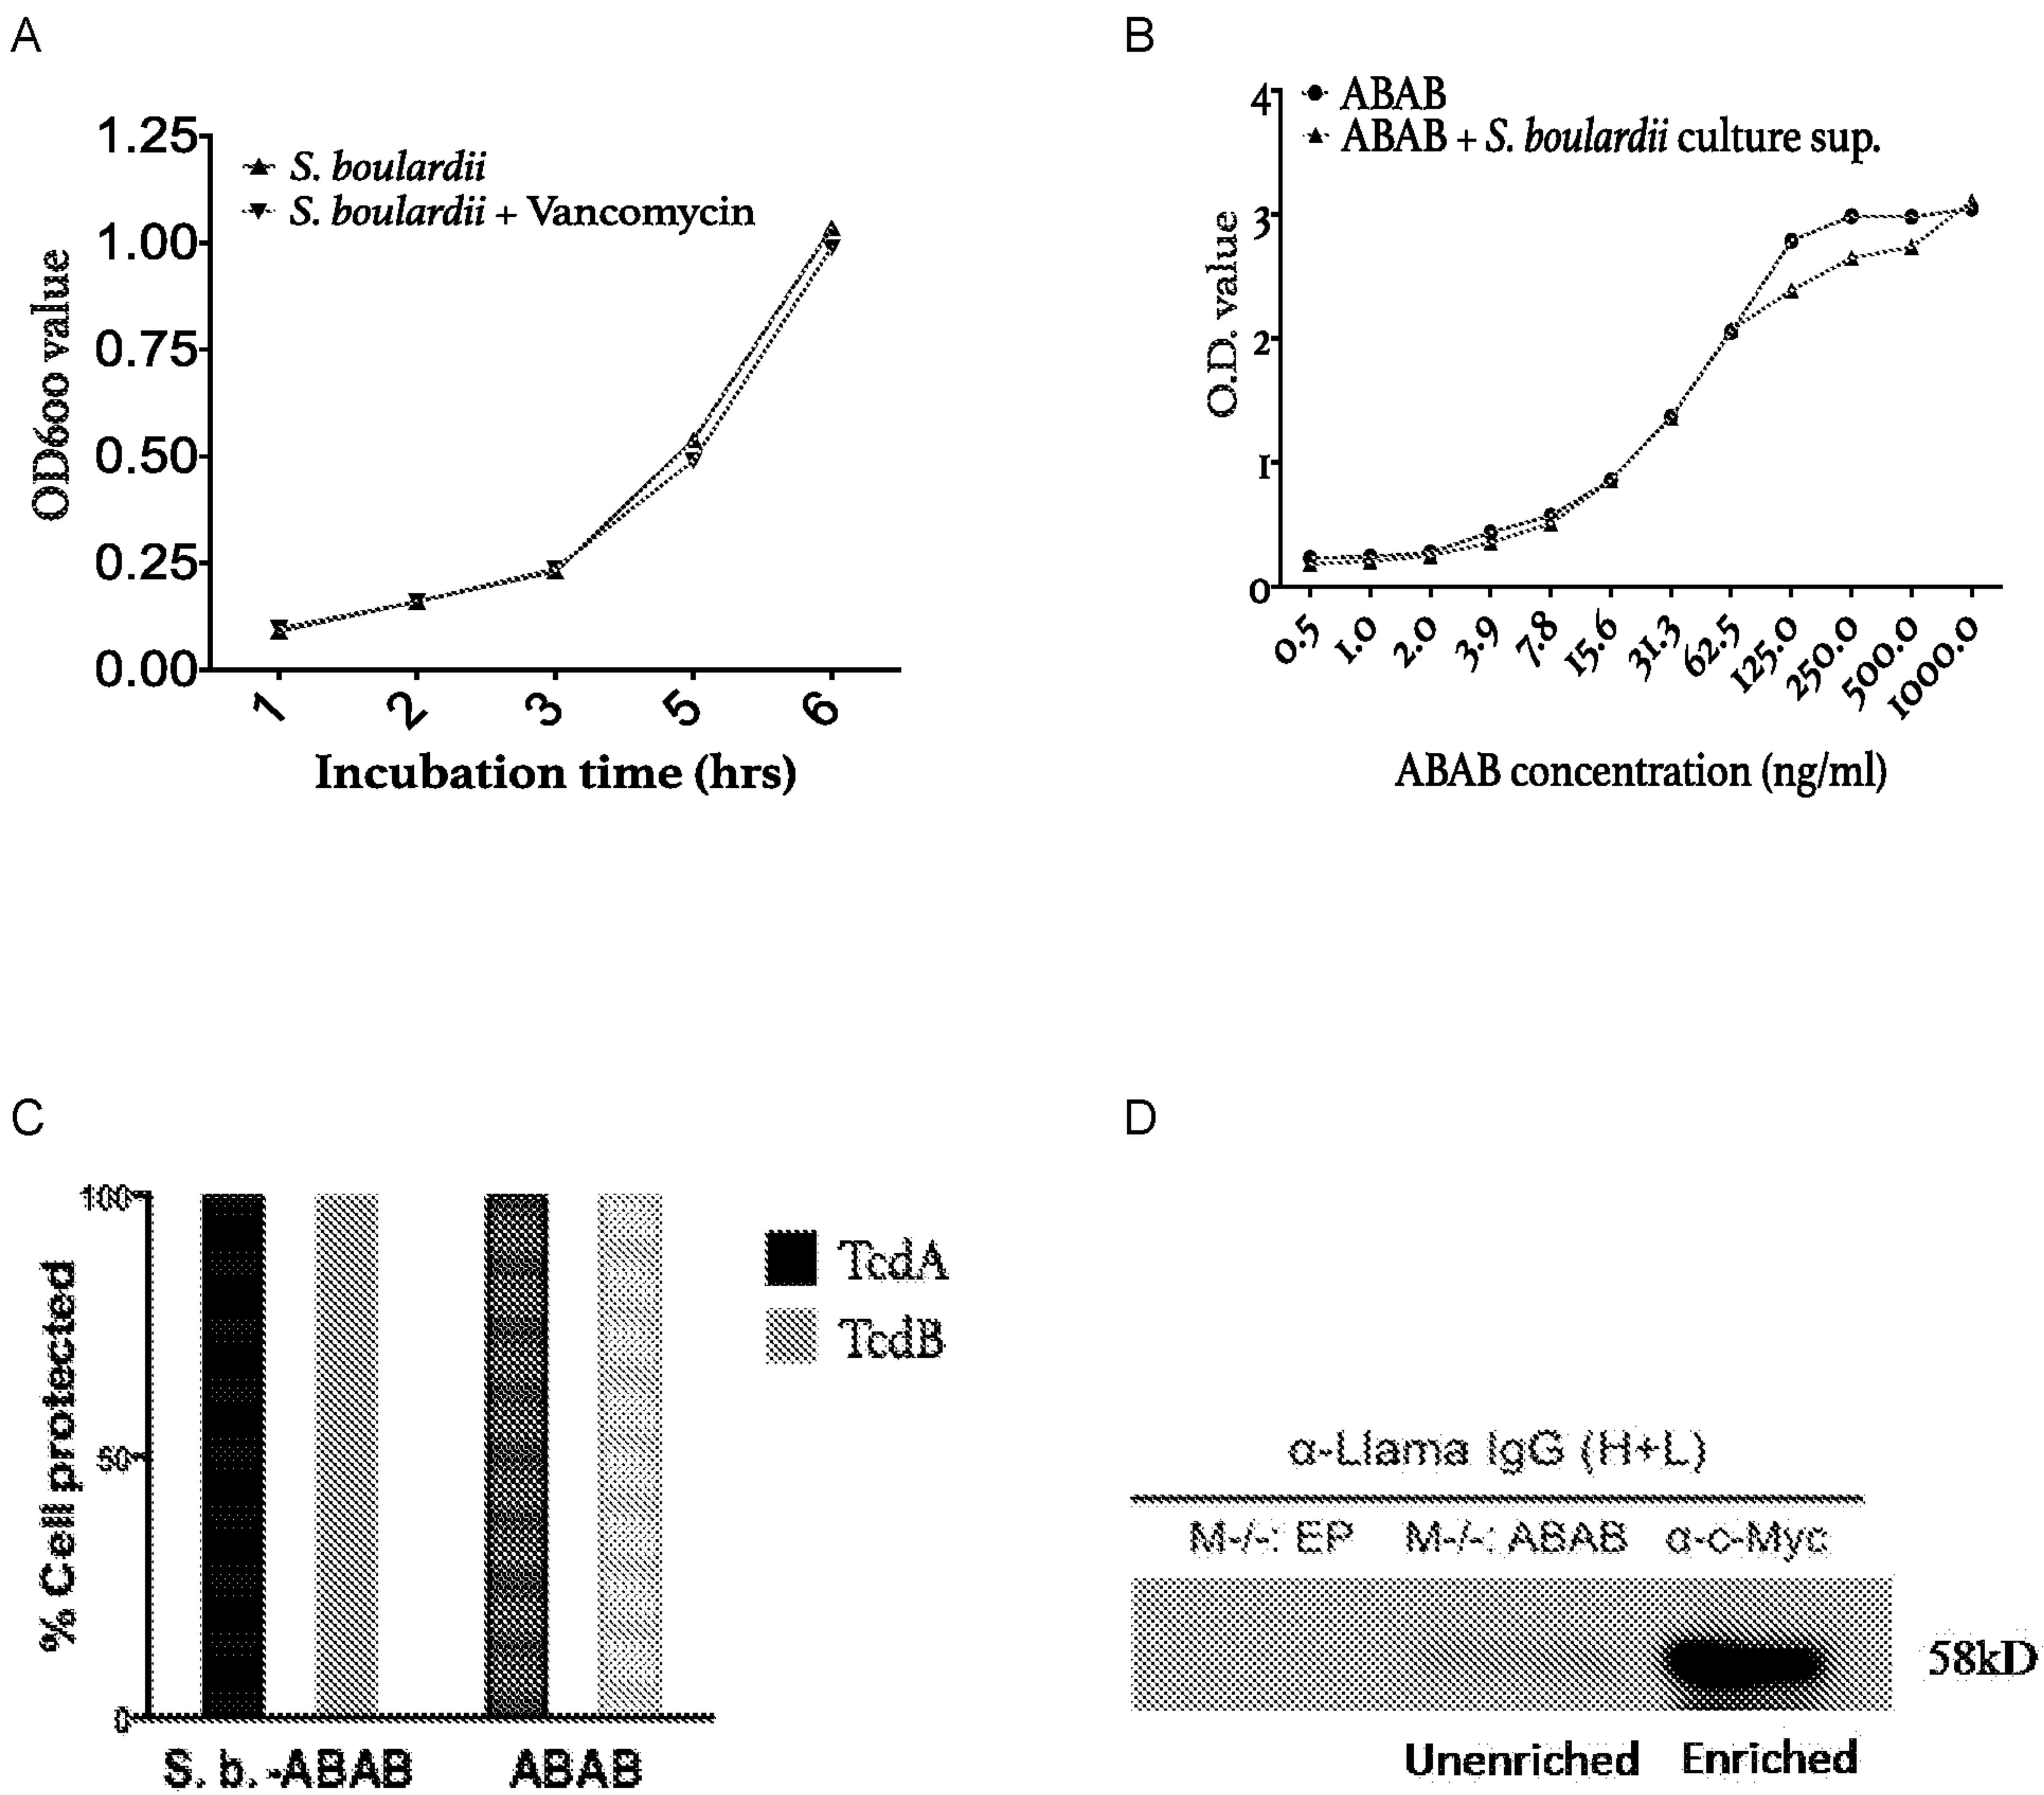 A
1.25
1.00
0.75
0.50
0.25
0.00
OD600 value
S. boulardii
S. boulardii + Vancomycin
1 2 3 5 6
Incubation time (hrs)
B
4
3
2
1
0
O.D. value
ABAB
ABAB + S. boulardii culture sup.
0.5 1.0 2.0 3.9 7.8 15.6 31.3 62.5 125.0 250.0 500.0 1000.0
ABAB concentration (ng/ml)
C
100
50
0
% Cell protected
TcdA
TcdB
S. b. -ABAB ABAB
D
α-Llama IgG (H+L)
M-/-: EP M-/-: ABAB α-c-Myc
58kD
Unenriched Enriched